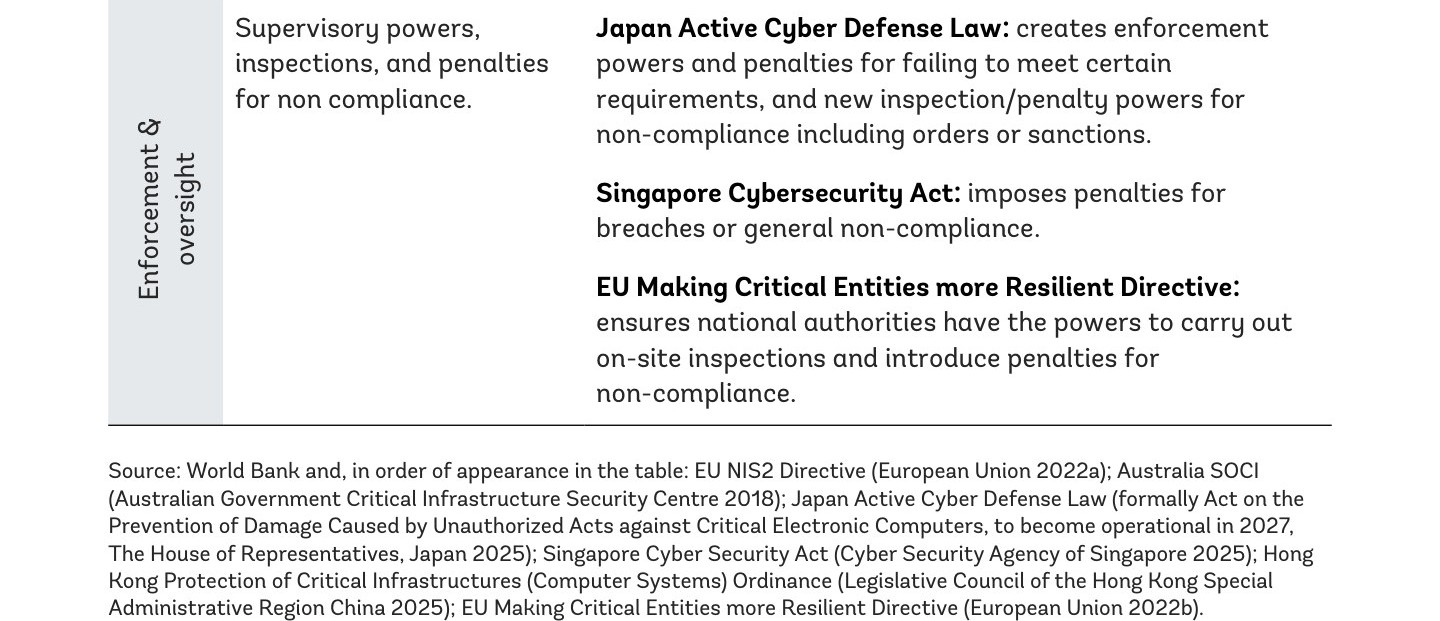 Enforcement &
oversight
Supervisory powers,
inspections, and penalties
for non compliance.
Japan Active Cyber Defense Law: creates enforcement
powers and penalties for failing to meet certain
requirements, and new inspection/penalty powers for
non-compliance including orders or sanctions.
Singapore Cybersecurity Act: imposes penalties for
breaches or general non-compliance.
EU Making Critical Entities more Resilient Directive:
ensures national authorities have the powers to carry out
on-site inspections and introduce penalties for
non-compliance.
Source: World Bank and, in order of appearance in the table: EU NIS2 Directive (European Union 2022a); Australia SOCI
(Australian Government Critical Infrastructure Security Centre 2018); Japan Active Cyber Defense Law (formally Act on the
Prevention of Damage Caused by Unauthorized Acts against Critical Electronic Computers, to become operational in 2027,
The House of Representatives, Japan 2025); Singapore Cyber Security Act (Cyber Security Agency of Singapore 2025); Hong
Kong Protection of Critical Infrastructures (Computer Systems) Ordinance (Legislative Council of the Hong Kong Special
Administrative Region China 2025); EU Making Critical Entities more Resilient Directive (European Union 2022b).